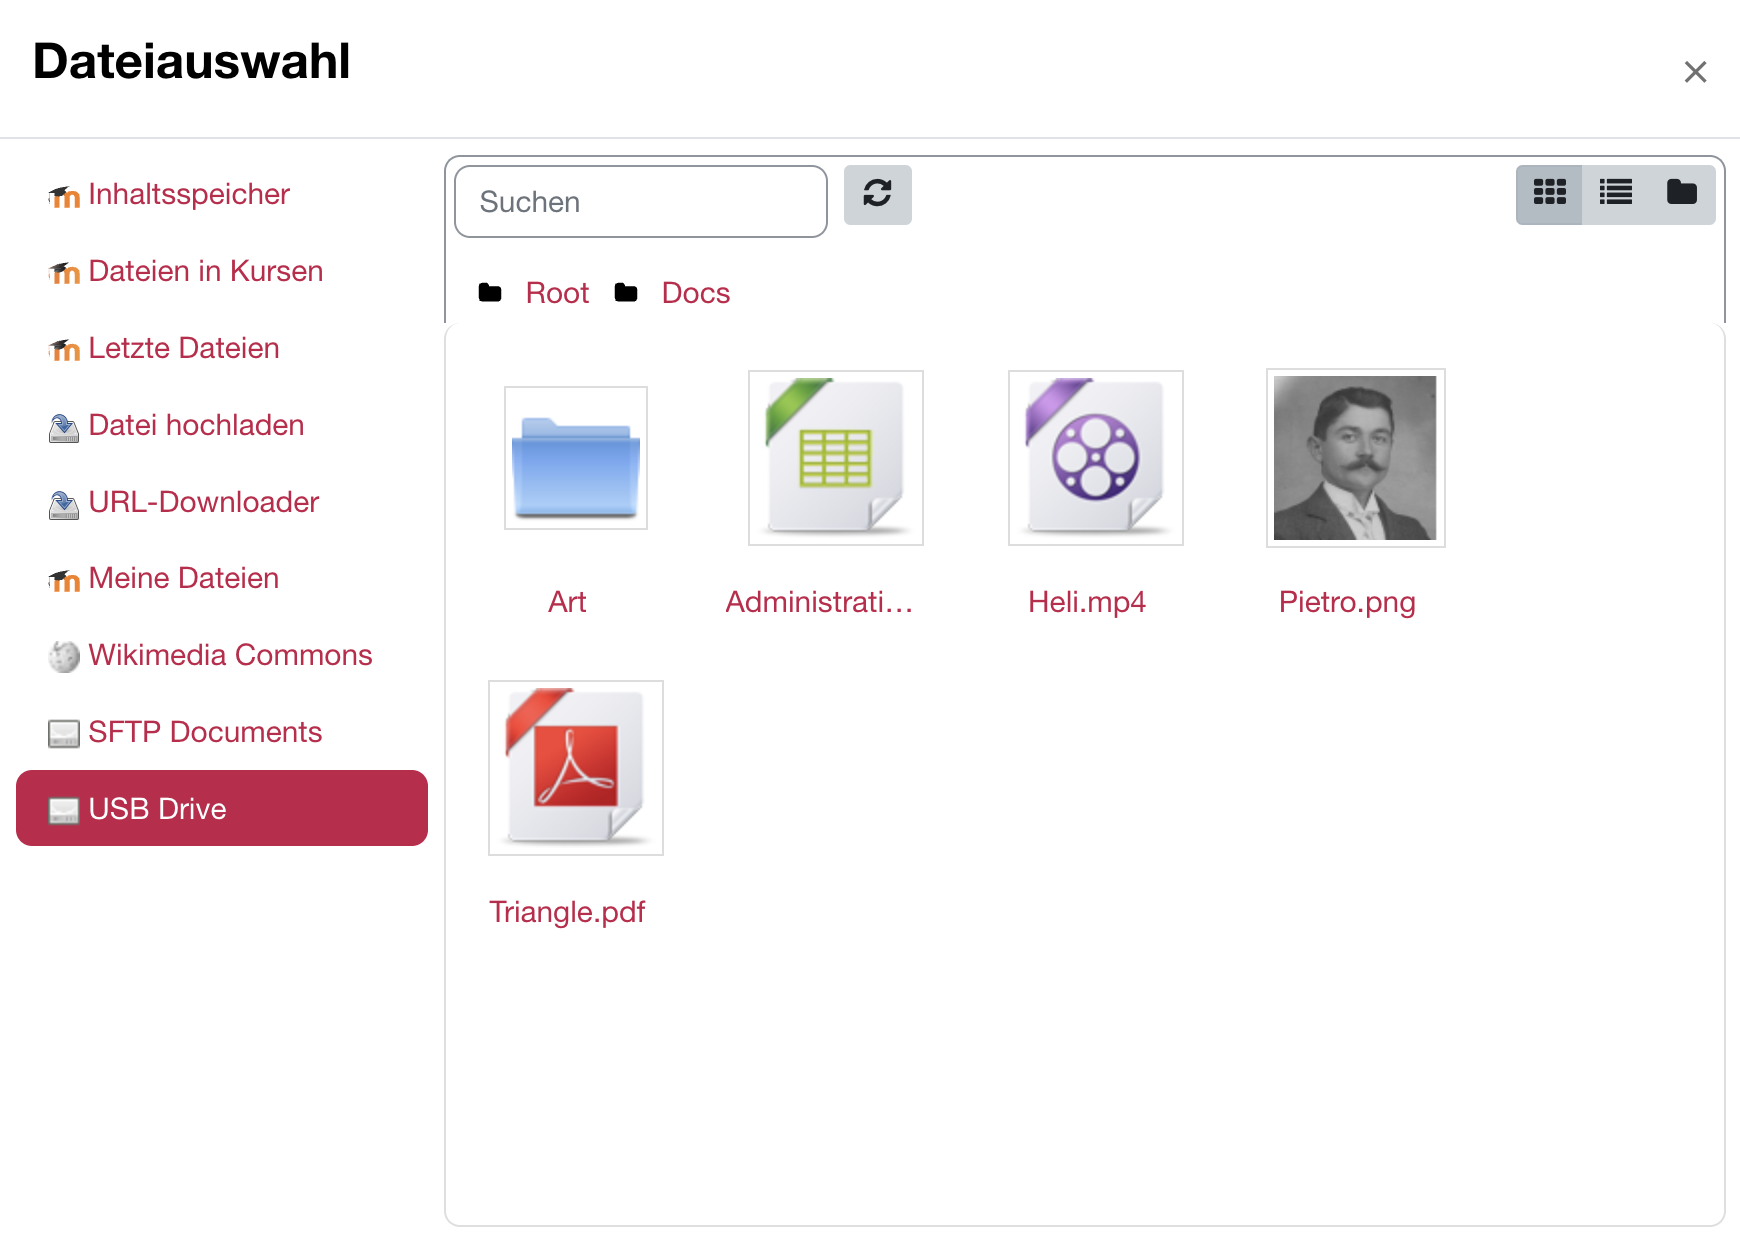 Dateiauswahl
Inhaltsspeicher
Dateien in Kursen
Letzte Dateien
Datei hochladen
URL-Downloader
Meine Dateien
Wikimedia Commons
SFTP Documents
USB Drive
Suchen
Root Docs
Art Administrati... Heli.mp4 Pietro.png
Triangle.pdf